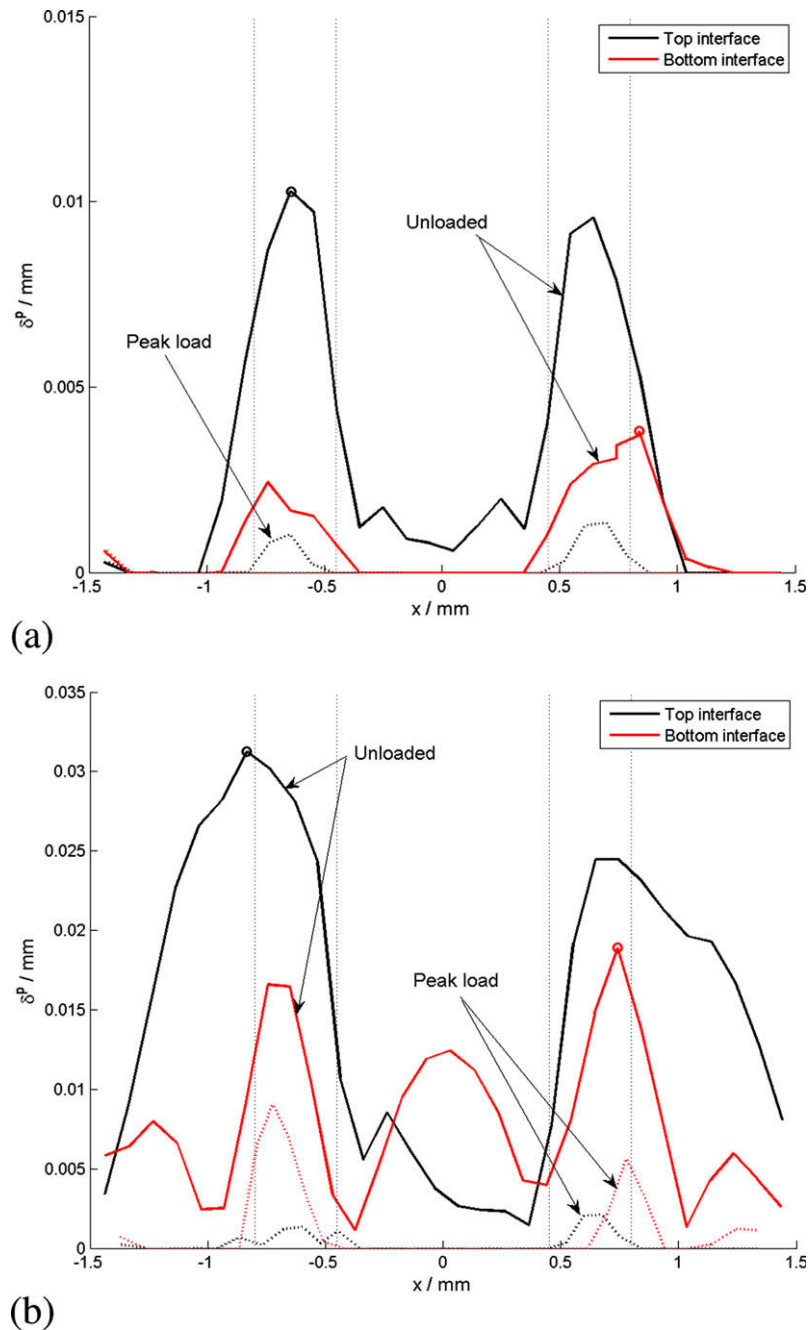 0.015
Top interface
Bottom interface
0.01
Unloaded
δᵖ / mm
Peak load
0.005
0
-1.5 -1 -0.5 0 0.5 1 1.5
x / mm
(a)
0.035
Top interface
Bottom interface
0.03
Unloaded
0.025
0.02
δᵖ / mm
Peak load
0.015
0.01
0.005
0
-1.5 -1 -0.5 0 0.5 1 1.5
x / mm
(b)